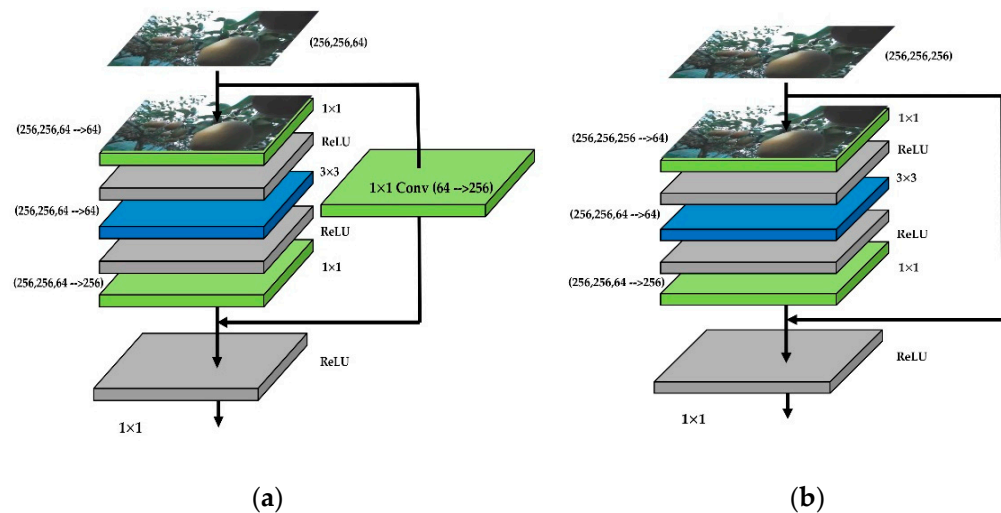 (256,256,64)
1×1
(256,256,64 -->64)
ReLU
3×3
(256,256,64 -->64)
ReLU
1×1
(256,256,64 -->256)
1×1 Conv (64 -->256)
ReLU
1×1
(a)
(256,256,256)
1×1
(256,256,256 -->64)
ReLU
3×3
(256,256,64 -->64)
ReLU
1×1
(256,256,64 -->256)
ReLU
1×1
(b)